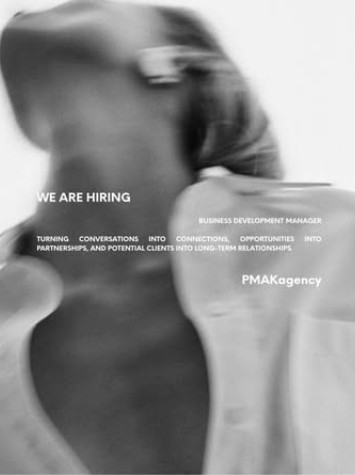 WE ARE HIRING
BUSINESS DEVELOPMENT MANAGER
TURNING CONVERSATIONS INTO CONNECTIONS, OPPORTUNITIES INTO
PARTNERSHIPS, AND POTENTIAL CLIENTS INTO LONG-TERM RELATIONSHIPS.
PMAKagency